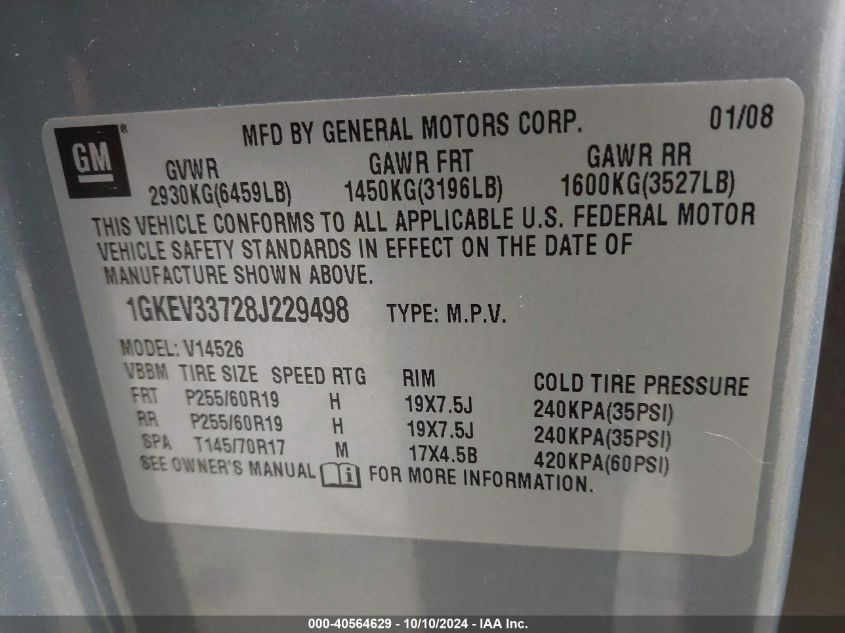 GM ® MFD BY GENERAL MOTORS CORP. 01/08
GVWR GAWR FRT GAWR RR
2930KG(6459LB) 1450KG(3196LB) 1600KG(3527LB)
THIS VEHICLE CONFORMS TO ALL APPLICABLE U.S. FEDERAL MOTOR
VEHICLE SAFETY STANDARDS IN EFFECT ON THE DATE OF
MANUFACTURE SHOWN ABOVE.
1GKEV33728J229498 TYPE: M.P.V.
MODEL: V14526
VBBM TIRE SIZE SPEED RTG RIM COLD TIRE PRESSURE
FRT P255/60R19 H 19X7.5J 240KPA(35PSI)
RR P255/60R19 H 19X7.5J 240KPA(35PSI)
SPA T145/70R17 M 17X4.5B 420KPA(60PSI)
SEE OWNER'S MANUAL i FOR MORE INFORMATION.
000-40564629 - 10/10/2024 - IAA Inc.